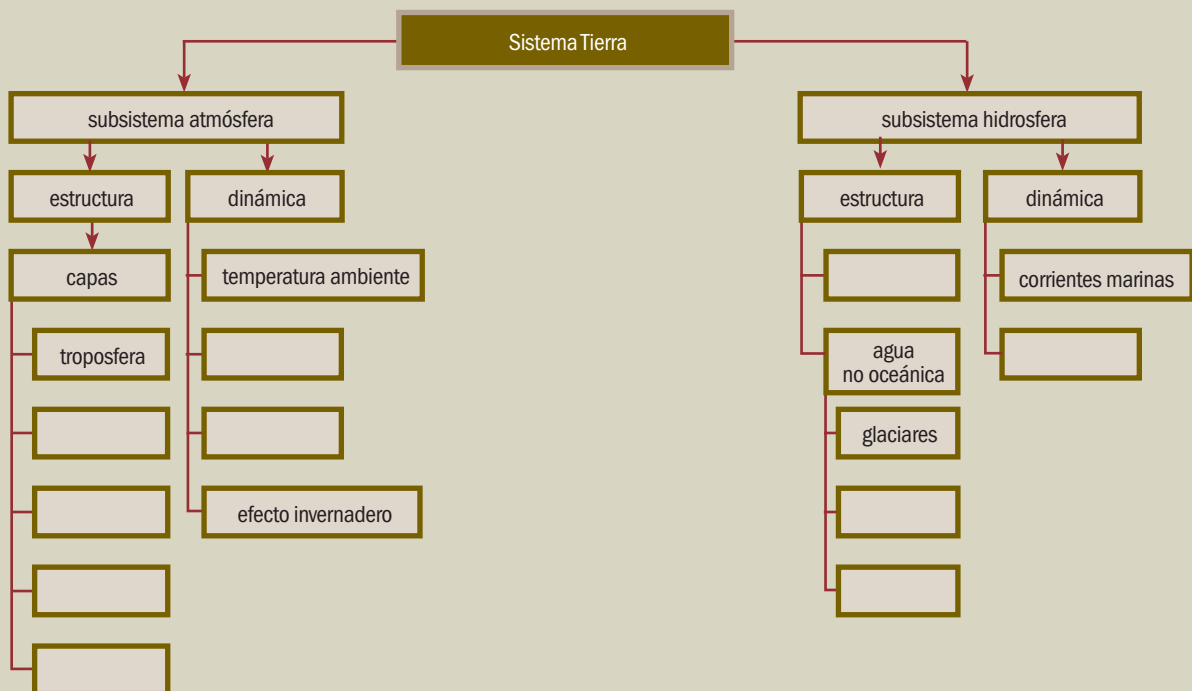 Sistema Tierra
subsistema atmósfera
estructura
dinámica
capas
temperatura ambiente
troposfera
efecto invernadero
subsistema hidrosfera
estructura
dinámica
corrientes marinas
agua
no oceánica
glaciares